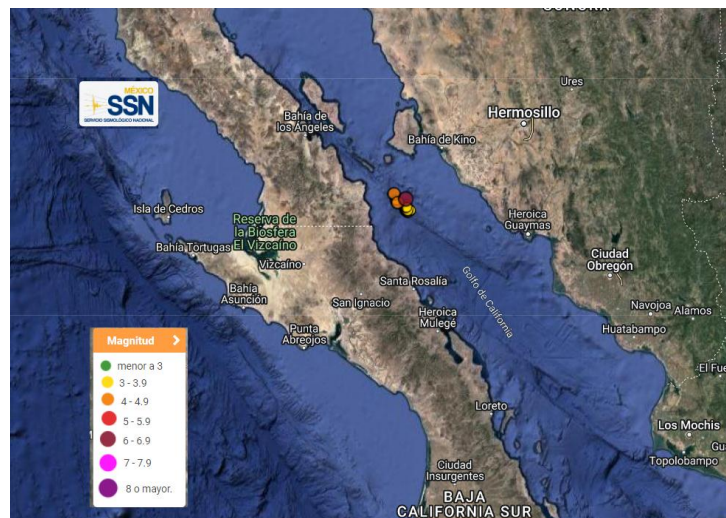 SONORA
MÉXICO
SSN
SERVICIO SISMOLÓGICO NACIONAL
Ures
Hermosillo
Bahía de
los Ángeles
Bahía de Kino
Isla de Cedros
Reserva de
la Biosfera
El Vizcaíno
Heroica
Guaymas
Bahía Tortugas
Vizcaíno
Ciudad
Obregón
Santa Rosalía
Golfo de California
Bahía
Asunción
San Ignacio
Navojoa
Alamos
Heroica
Mulegé
Huatabampo
Punta
Abreojos
Magnitud
menor a 3
3 - 3.9
4 - 4.9
5 - 5.9
6 - 6.9
7 - 7.9
8 o mayor.
El Fue
Loreto
Los Mochis
Gua
Topolobampo
Ciudad
Insurgentes
BAJA
CALIFORNIA SUR